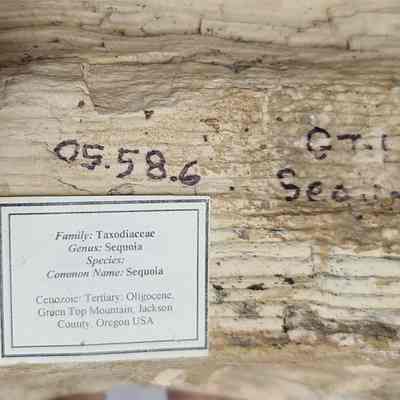 05.58.6
Family: Taxodiaceae
Genus: Sequoia
Species:
Common Name: Sequoia
Cenozoic: Tertiary: Oligocene,
Green Top Mountain, Jackson
County, Oregon USA